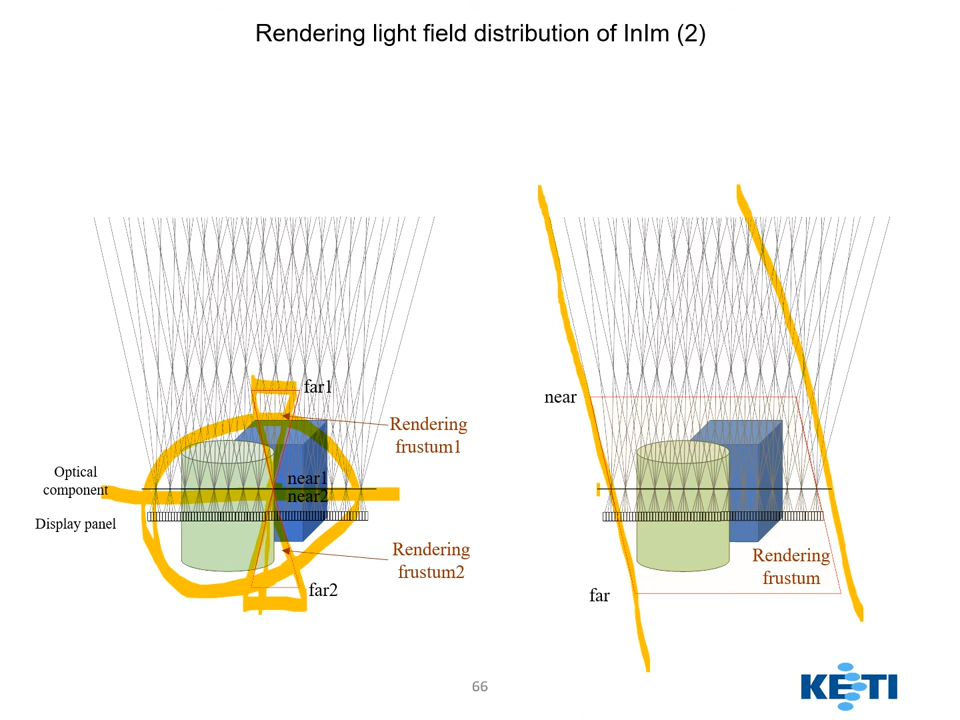 Rendering light field distribution of InIm (2)
far1
Rendering
frustum1
Optical
component
near1
near2
Display panel
Rendering
frustum2
far2
near
Rendering
frustum
far
66
KETI